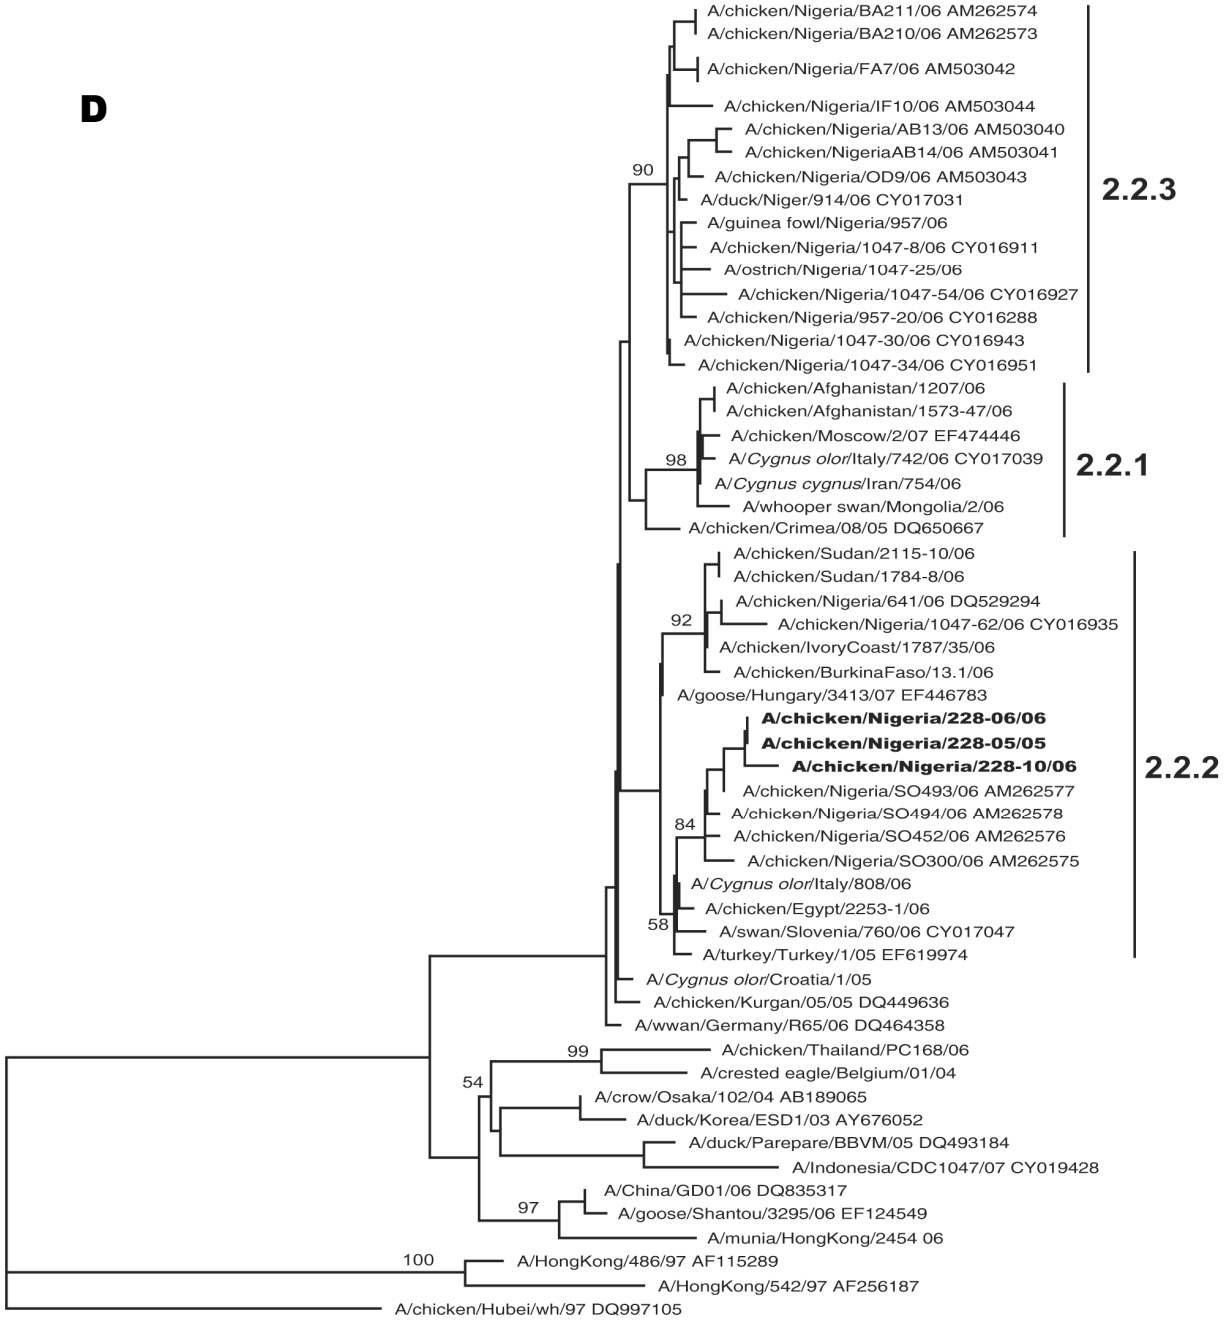 D
A/chicken/Nigeria/BA211/06 AM262574
A/chicken/Nigeria/BA210/06 AM262573
A/chicken/Nigeria/FA7/06 AM503042
A/chicken/Nigeria/IF10/06 AM503044
A/chicken/Nigeria/AB13/06 AM503040
A/chicken/NigeriaAB14/06 AM503041
90
A/chicken/Nigeria/OD9/06 AM503043
2.2.3
A/duck/Niger/914/06 CY017031
A/guinea fowl/Nigeria/957/06
A/chicken/Nigeria/1047-8/06 CY016911
A/ostrich/Nigeria/1047-25/06
A/chicken/Nigeria/1047-54/06 CY016927
A/chicken/Nigeria/957-20/06 CY016288
A/chicken/Nigeria/1047-30/06 CY016943
A/chicken/Nigeria/1047-34/06 CY016951
A/chicken/Afghanistan/1207/06
A/chicken/Afghanistan/1573-47/06
A/chicken/Moscow/2/07 EF474446
98
A/Cygnus olor/Italy/742/06 CY017039
2.2.1
A/Cygnus cygnus/Iran/754/06
A/whooper swan/Mongolia/2/06
A/chicken/Crimea/08/05 DQ650667
A/chicken/Sudan/2115-10/06
A/chicken/Sudan/1784-8/06
A/chicken/Nigeria/641/06 DQ529294
92
A/chicken/Nigeria/1047-62/06 CY016935
A/chicken/IvoryCoast/1787/35/06
A/chicken/BurkinaFaso/13.1/06
A/goose/Hungary/3413/07 EF446783
A/chicken/Nigeria/228-06/06
A/chicken/Nigeria/228-05/05
A/chicken/Nigeria/228-10/06
2.2.2
A/chicken/Nigeria/SO493/06 AM262577
A/chicken/Nigeria/SO494/06 AM262578
84
A/chicken/Nigeria/SO452/06 AM262576
A/chicken/Nigeria/SO300/06 AM262575
A/Cygnus olor/Italy/808/06
A/chicken/Egypt/2253-1/06
58
A/swan/Slovenia/760/06 CY017047
A/turkey/Turkey/1/05 EF619974
A/Cygnus olor/Croatia/1/05
A/chicken/Kurgan/05/05 DQ449636
A/wwan/Germany/R65/06 DQ464358
99
A/chicken/Thailand/PC168/06
A/crested eagle/Belgium/01/04
54
A/crow/Osaka/102/04 AB189065
A/duck/Korea/ESD1/03 AY676052
A/duck/Parepare/BBVM/05 DQ493184
A/Indonesia/CDC1047/07 CY019428
A/China/GD01/06 DQ835317
97
A/goose/Shantou/3295/06 EF124549
A/munia/HongKong/2454 06
100
A/HongKong/486/97 AF115289
A/HongKong/542/97 AF256187
A/chicken/Hubei/wh/97 DQ997105